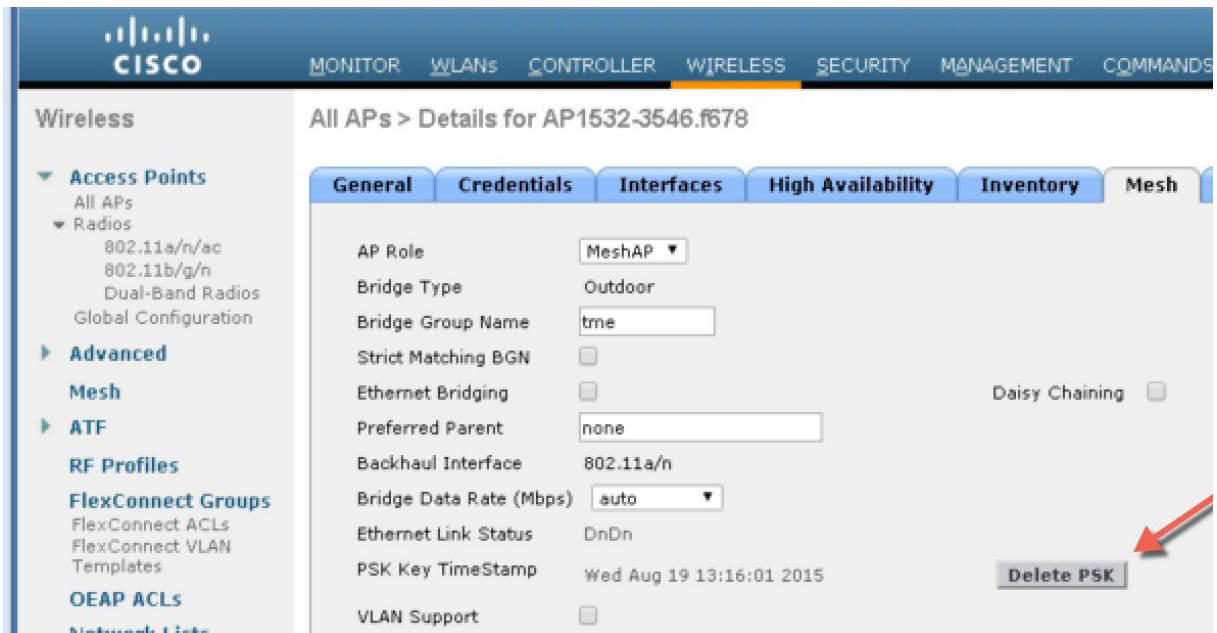 CISCO
MONITOR WLANs CONTROLLER WIRELESS SECURITY MANAGEMENT COMMANDS
Wireless
Access Points
All APs
Radios
802.11a/n/ac
802.11b/g/n
Dual-Band Radios
Global Configuration
Advanced
Mesh
ATF
RF Profiles
FlexConnect Groups
FlexConnect ACLs
FlexConnect VLAN
Templates
OEAP ACLs
Network Lists
All APs > Details for AP1532-3546.f678
General Credentials Interfaces High Availability Inventory Mesh
AP Role MeshAP
Bridge Type Outdoor
Bridge Group Name tme
Strict Matching BGN
Ethernet Bridging Daisy Chaining
Preferred Parent none
Backhaul Interface 802.11a/n
Bridge Data Rate (Mbps) auto
Ethernet Link Status DnDn
PSK Key TimeStamp Wed Aug 19 13:16:01 2015 Delete PSK
VLAN Support